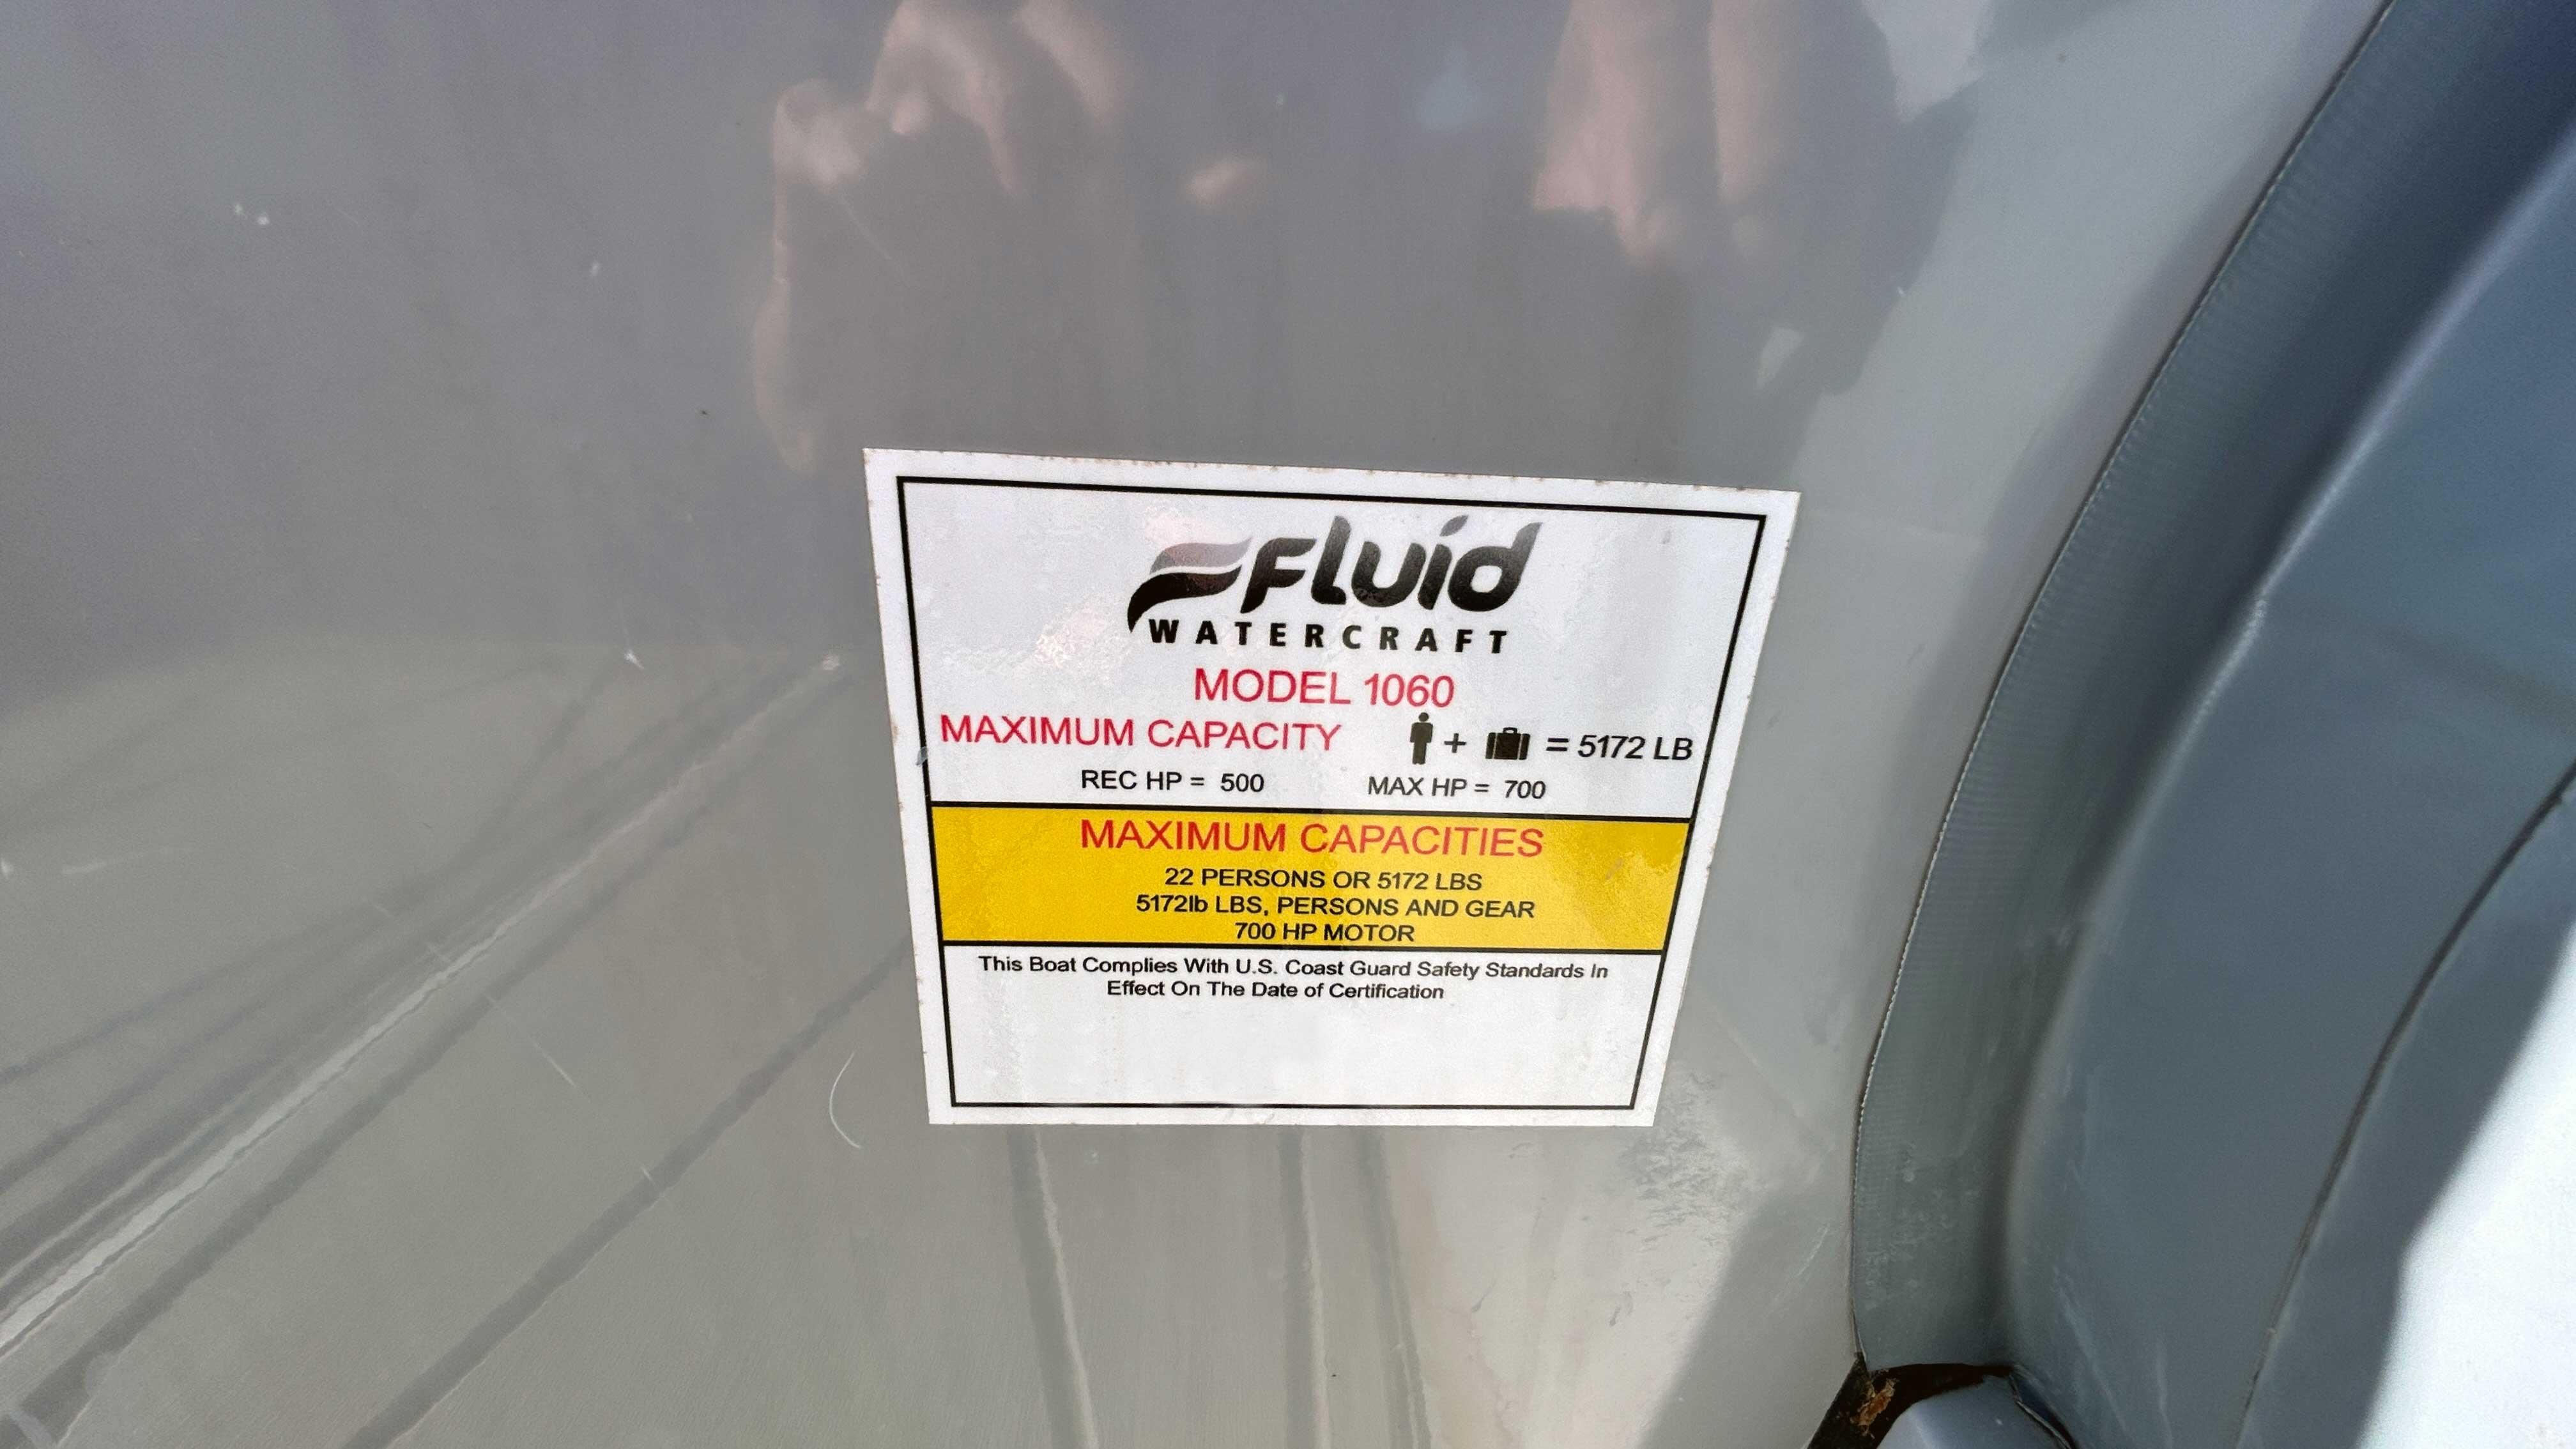 Fluid
WATERCRAFT
MODEL 1060
MAXIMUM CAPACITY + = 5172 LB
REC HP = 500 MAX HP = 700
MAXIMUM CAPACITIES
22 PERSONS OR 5172 LBS
5172lb LBS, PERSONS AND GEAR
700 HP MOTOR
This Boat Complies With U.S. Coast Guard Safety Standards In
Effect On The Date of Certification